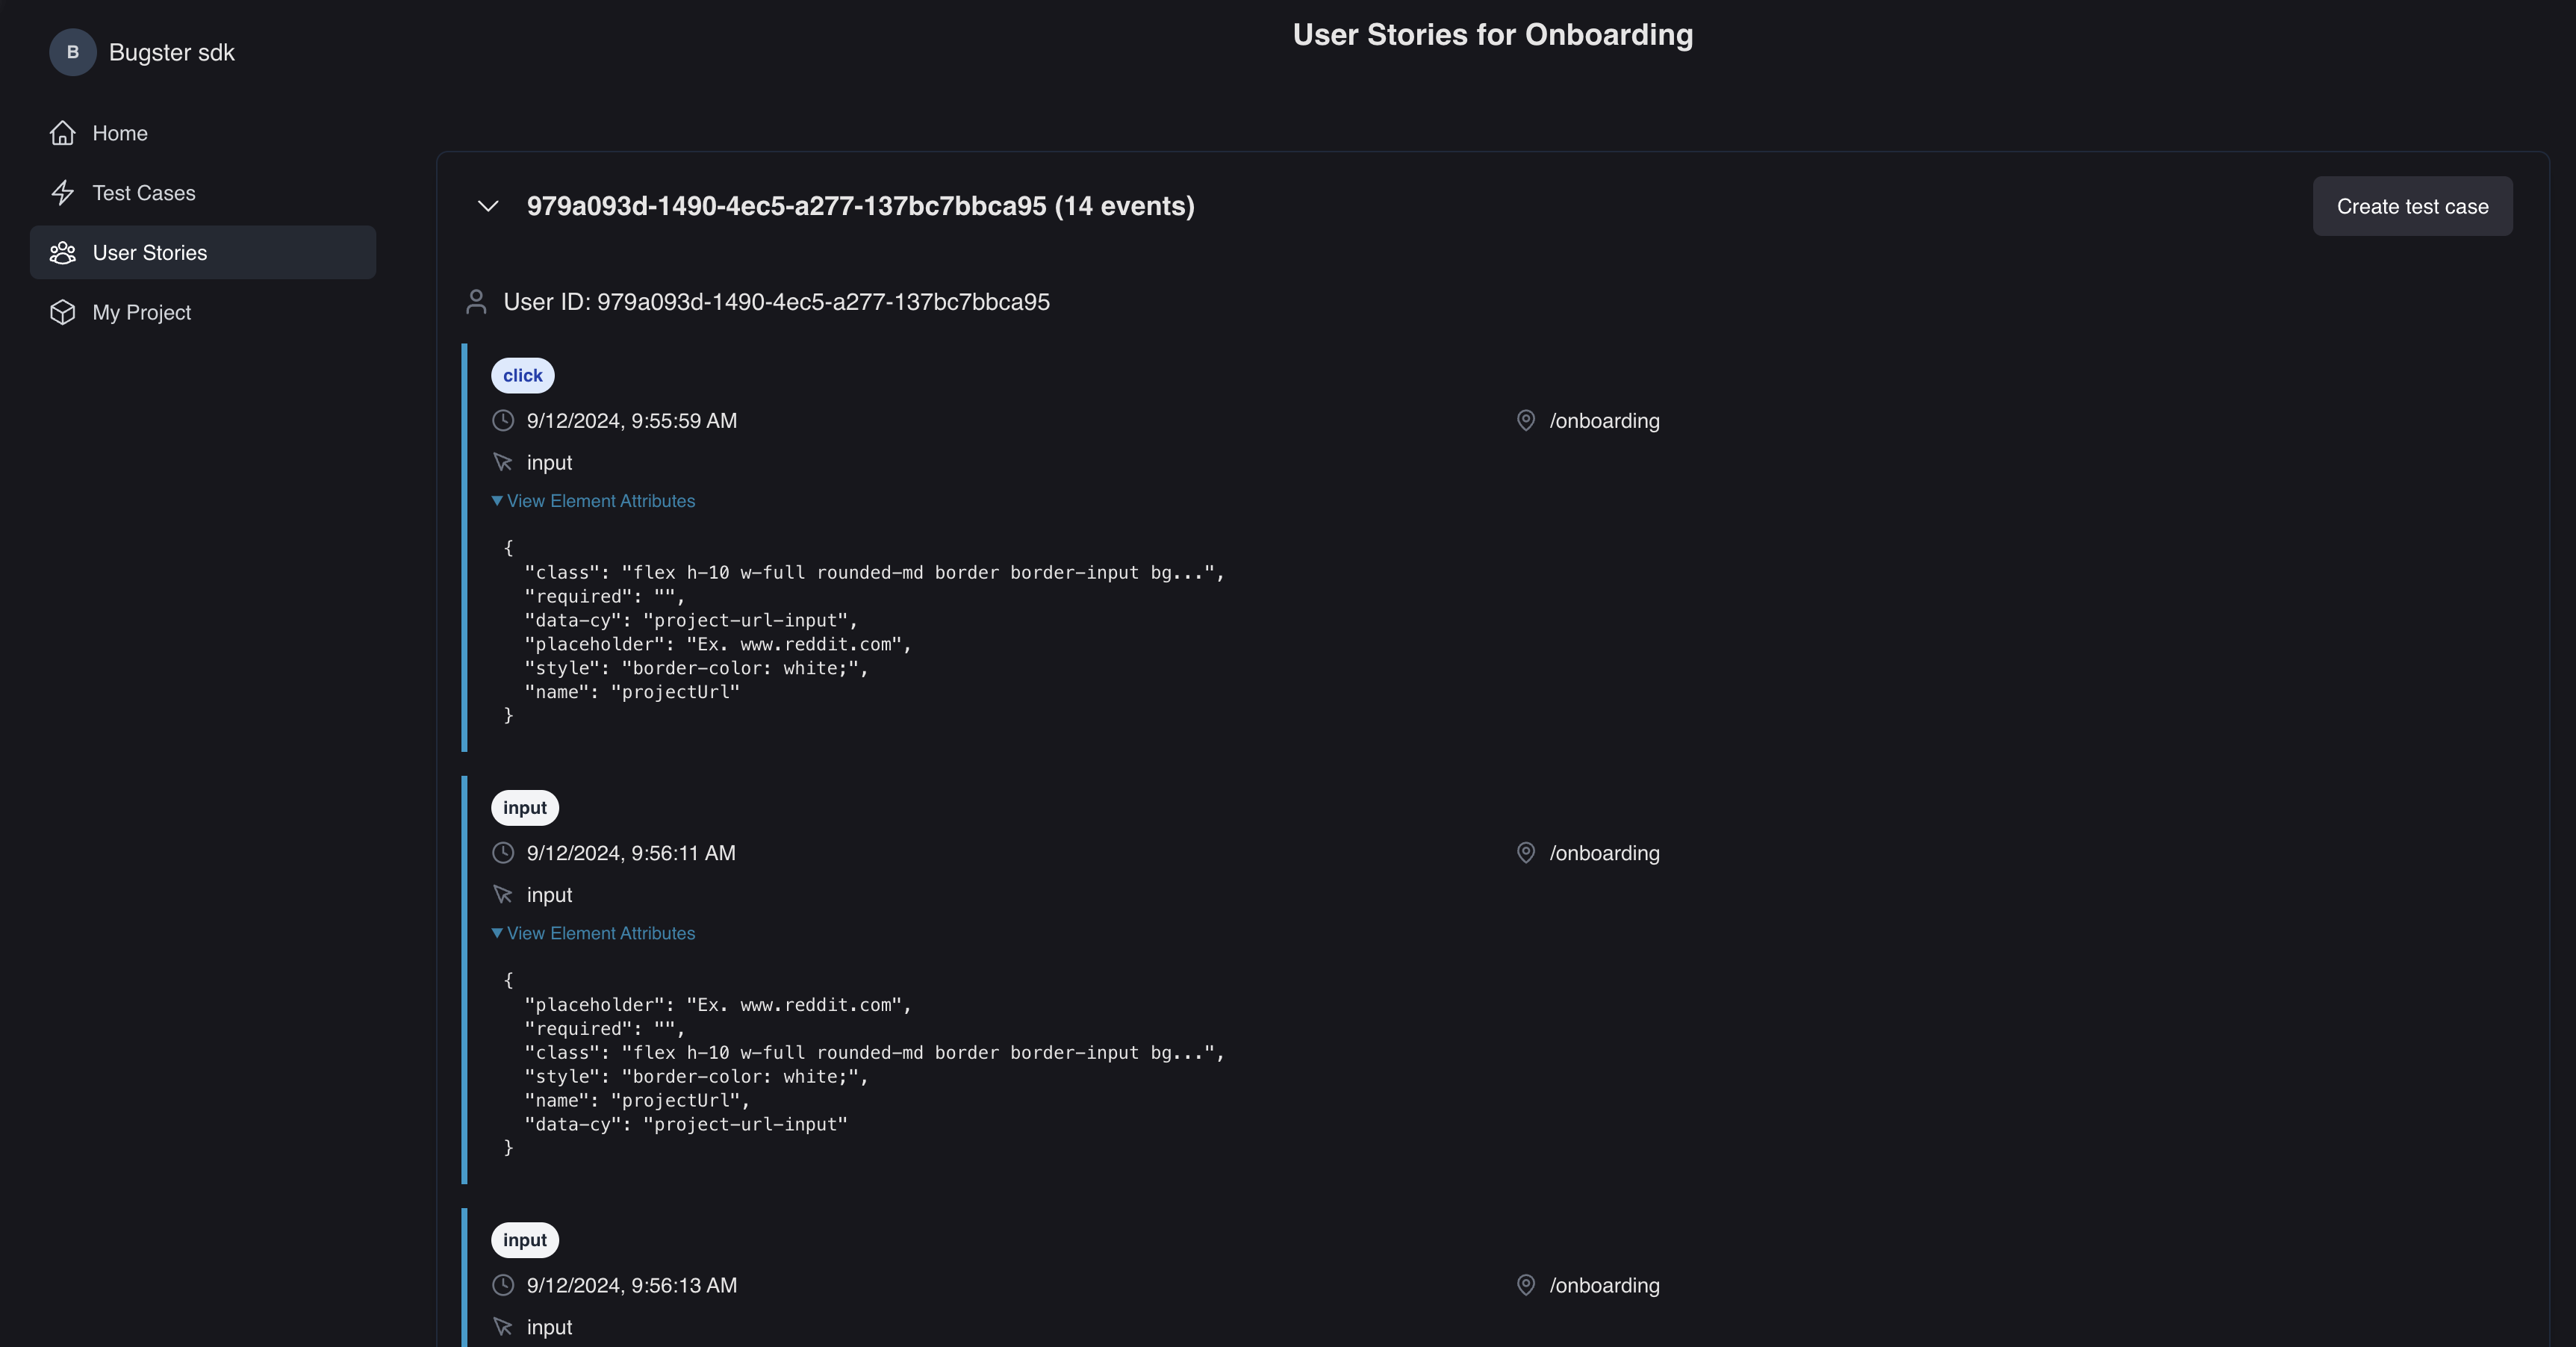 B Bugster sdk
Home
Test Cases
User Stories
My Project
User Stories for Onboarding
979a093d-1490-4ec5-a277-137bc7bbca95 (14 events)
Create test case
User ID: 979a093d-1490-4ec5-a277-137bc7bbca95
click
9/12/2024, 9:55:59 AM
/onboarding
input
View Element Attributes
{
"class": "flex h-10 w-full rounded-md border border-input bg...",
"required": "",
"data-cy": "project-url-input",
"placeholder": "Ex. www.reddit.com",
"style": "border-color: white;",
"name": "projectUrl"
}
input
9/12/2024, 9:56:11 AM
/onboarding
input
View Element Attributes
{
"placeholder": "Ex. www.reddit.com",
"required": "",
"class": "flex h-10 w-full rounded-md border border-input bg...",
"style": "border-color: white;",
"name": "projectUrl",
"data-cy": "project-url-input"
}
input
9/12/2024, 9:56:13 AM
/onboarding
input